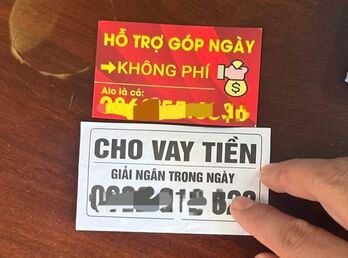 HỖ TRỢ GÓP NGÀY
KHÔNG PHÍ
Alo là có:
CHO VAY TIỀN
GIẢI NGÂN TRONG NGÀY